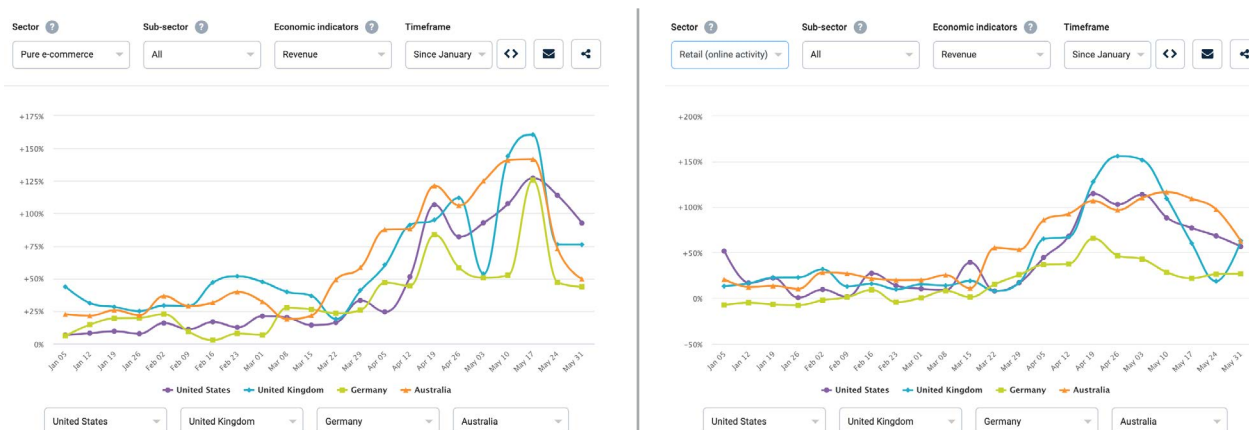 Sector ?
Sub-sector ?
Economic indicators ?
Timeframe
Pure e-commerce
All
Revenue
Since January
+175%
+150%
+125%
+100%
+75%
+50%
+25%
0%
Jan 05
Jan 12
Jan 19
Jan 26
Feb 02
Feb 09
Feb 16
Feb 23
Mar 01
Mar 08
Mar 15
Mar 22
Mar 29
Apr 05
Apr 12
Apr 19
Apr 26
May 03
May 10
May 17
May 24
May 31
United States United Kingdom Germany Australia
United States
United Kingdom
Germany
Australia
Sector ?
Sub-sector ?
Economic indicators ?
Timeframe
Retail (online activity)
All
Revenue
Since January
+200%
+150%
+100%
+50%
0%
−50%
Jan 05
Jan 12
Jan 19
Jan 26
Feb 02
Feb 09
Feb 16
Feb 23
Mar 01
Mar 08
Mar 15
Mar 22
Mar 29
Apr 05
Apr 12
Apr 19
Apr 26
May 03
May 10
May 17
May 24
May 31
United States United Kingdom Germany Australia
United States
United Kingdom
Germany
Australia